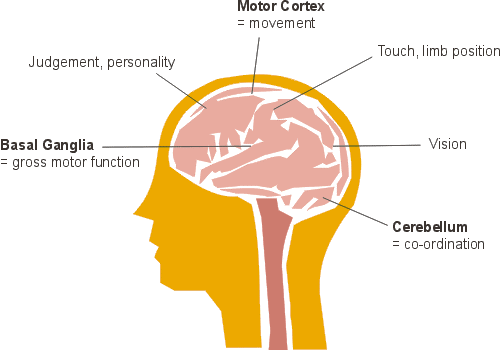 Motor Cortex
= movement
Touch, limb position
Judgement, personality
Basal Ganglia
= gross motor function
Vision
Cerebellum
= co-ordination